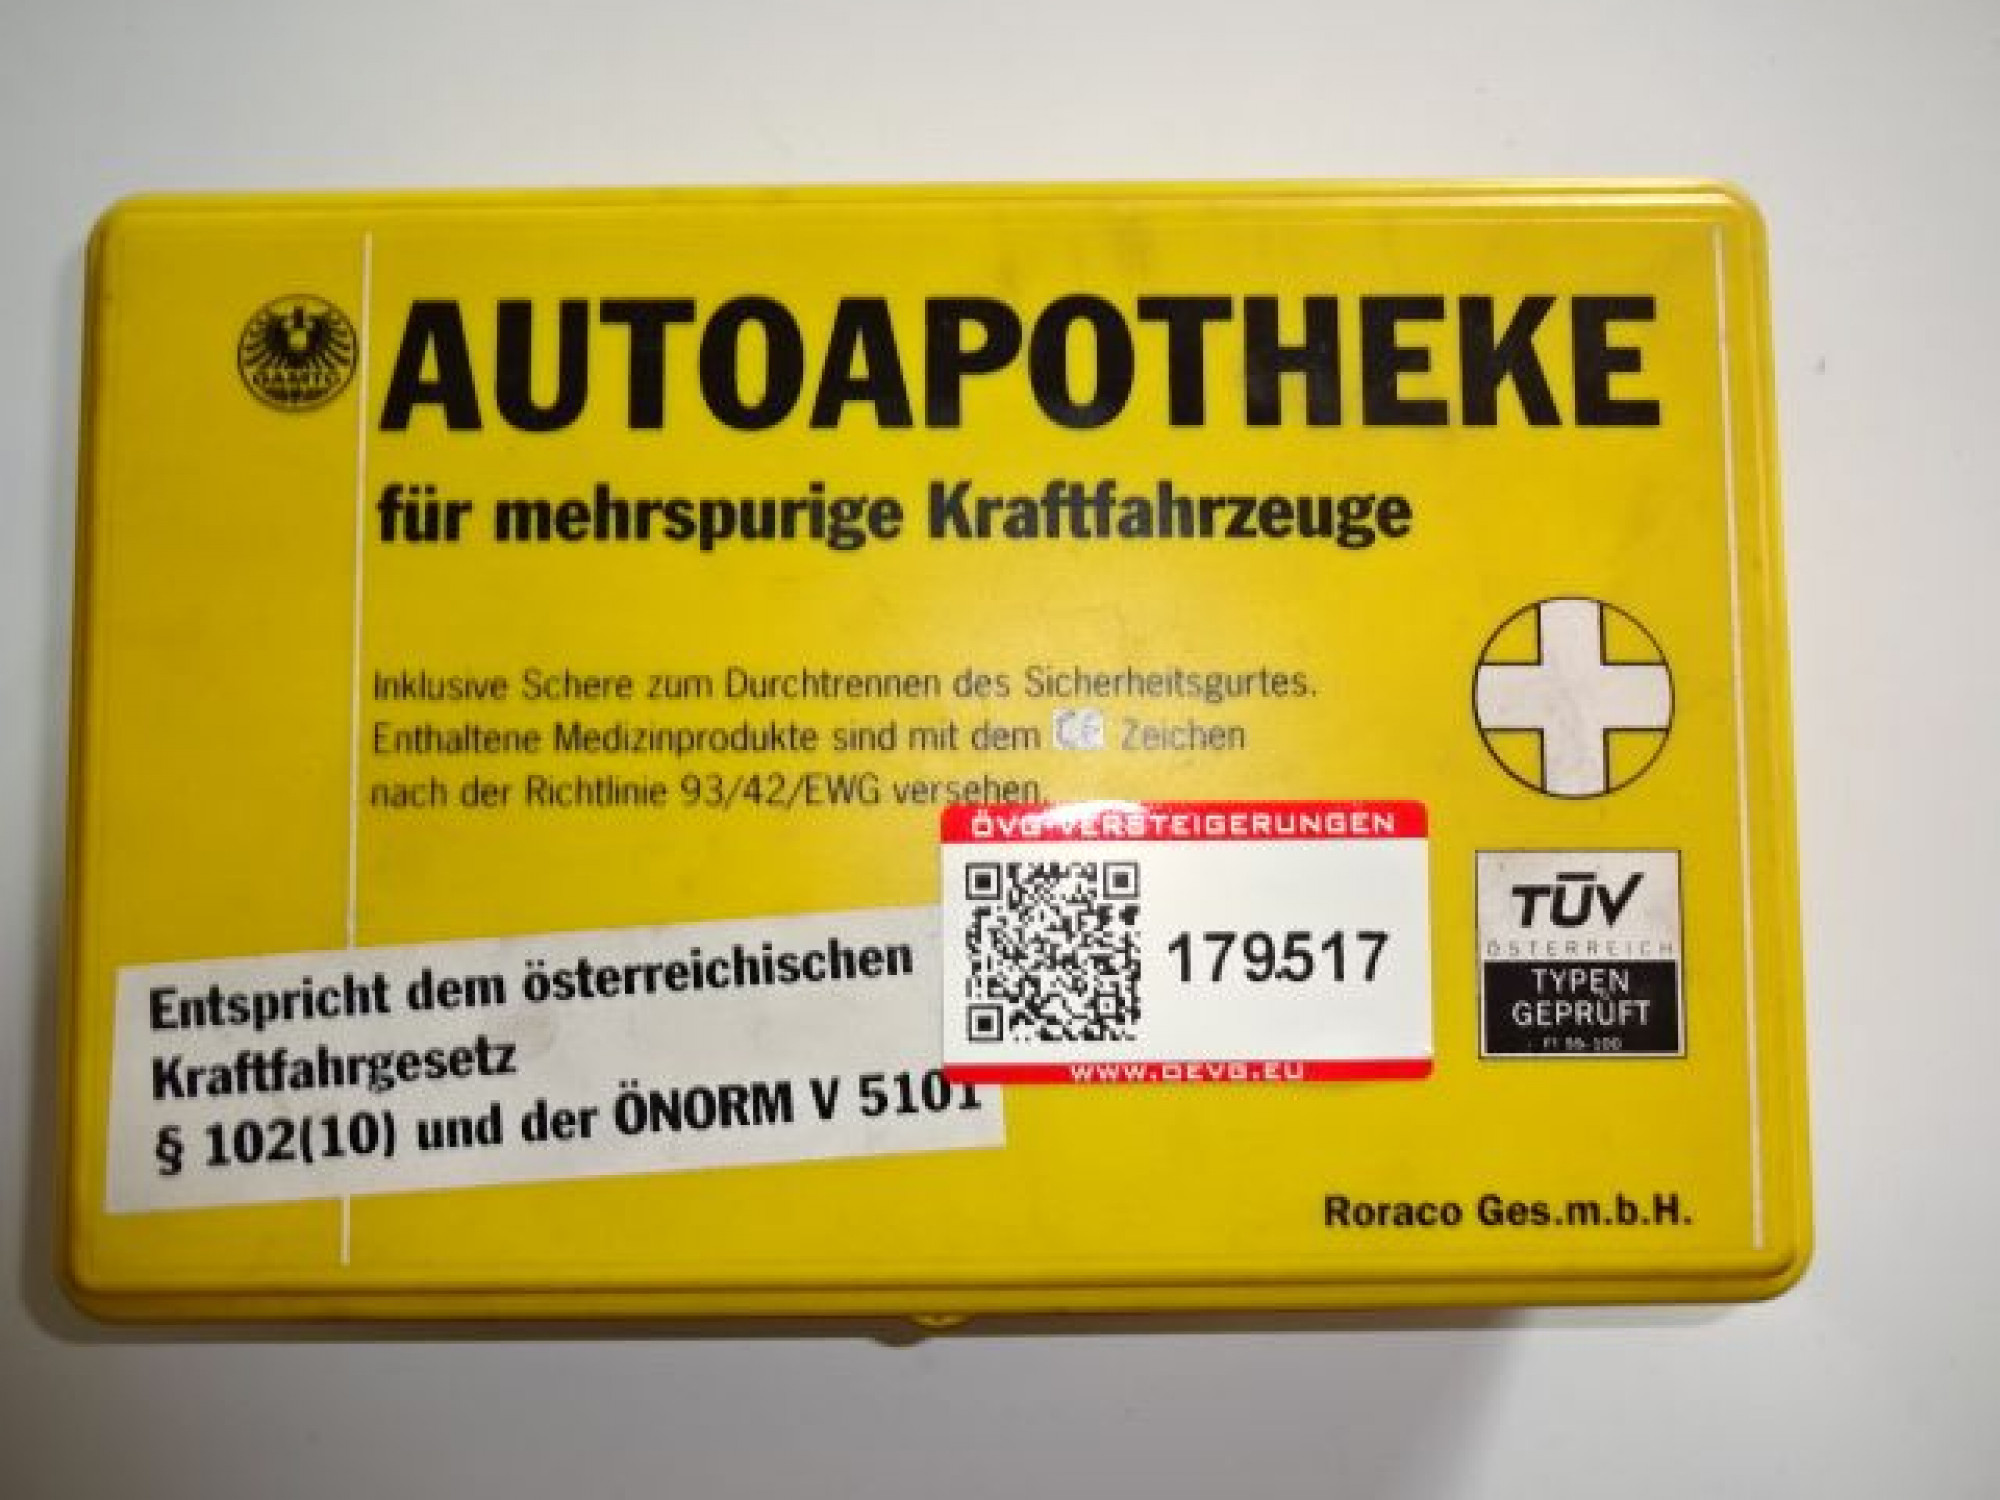 AUTOAPOTHEKE
für mehrspurige Kraftfahrzeuge
Inklusive Schere zum Durchtrennen des Sicherheitsgurtes.
Enthaltene Medizinprodukte sind mit dem CE Zeichen
nach der Richtlinie 93/42/EWG versehen.
ÖVG-VERSTEIGERUNGEN
179.517
WWW.OEVG.EU
TÜV
ÖSTERREICH
TYPEN
GEPRÜFT
Entspricht dem österreichischen
Kraftfahrgesetz
§ 102(10) und der ÖNORM V 5101
Roraco Ges.m.b.H.